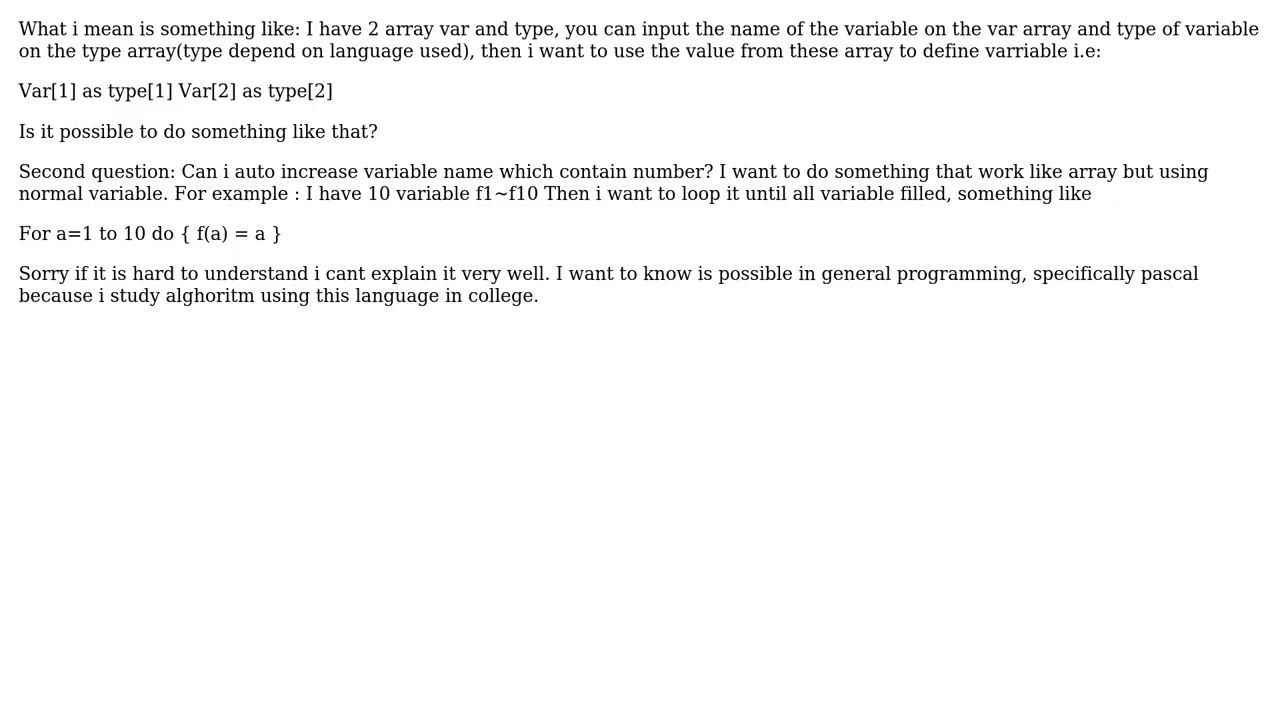 What i mean is something like: I have 2 array var and type, you can input the name of the variable on the var array and type of variable
on the type array(type depend on language used), then i want to use the value from these array to define varriable i.e:
Var[1] as type[1] Var[2] as type[2]
Is it possible to do something like that?
Second question: Can i auto increase variable name which contain number? I want to do something that work like array but using
normal variable. For example : I have 10 variable f1~f10 Then i want to loop it until all variable filled, something like
For a=1 to 10 do { f(a) = a }
Sorry if it is hard to understand i cant explain it very well. I want to know is possible in general programming, specifically pascal
because i study alghoritm using this language in college.